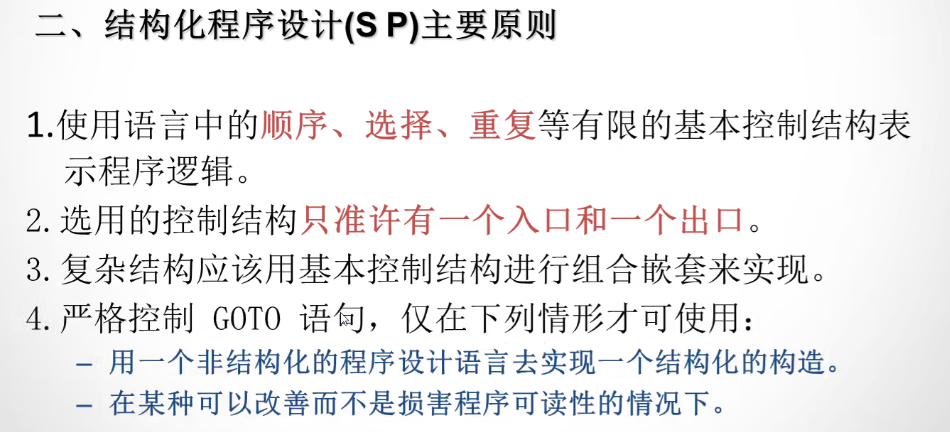 二、结构化程序设计(S P)主要原则
1.使用语言中的顺序、选择、重复等有限的基本控制结构表
示程序逻辑。
2.选用的控制结构只准许有一个入口和一个出口。
3.复杂结构应该用基本控制结构进行组合嵌套来实现。
4.严格控制 GOTO 语句，仅在下列情形才可使用：
– 用一个非结构化的程序设计语言去实现一个结构化的构造。
– 在某种可以改善而不是损害程序可读性的情况下。